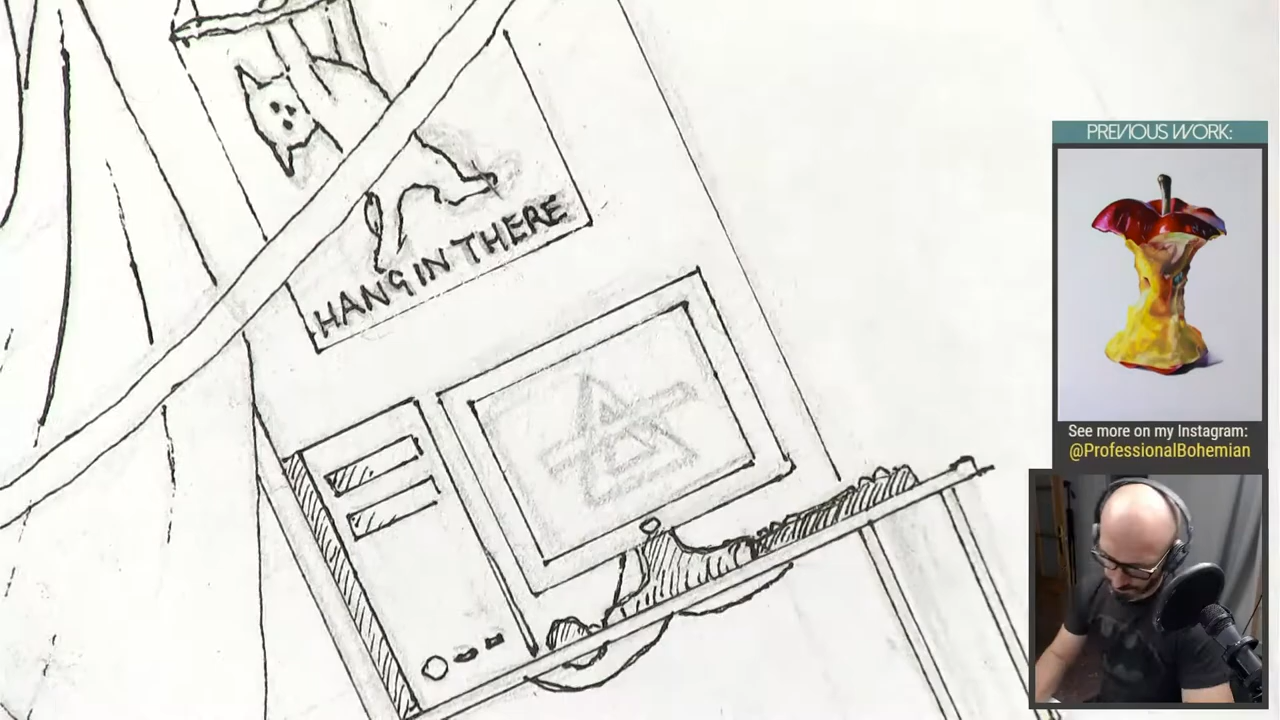 HANG IN THERE
PREVIOUS WORK:
See more on my Instagram:
@ProfessionalBohemian